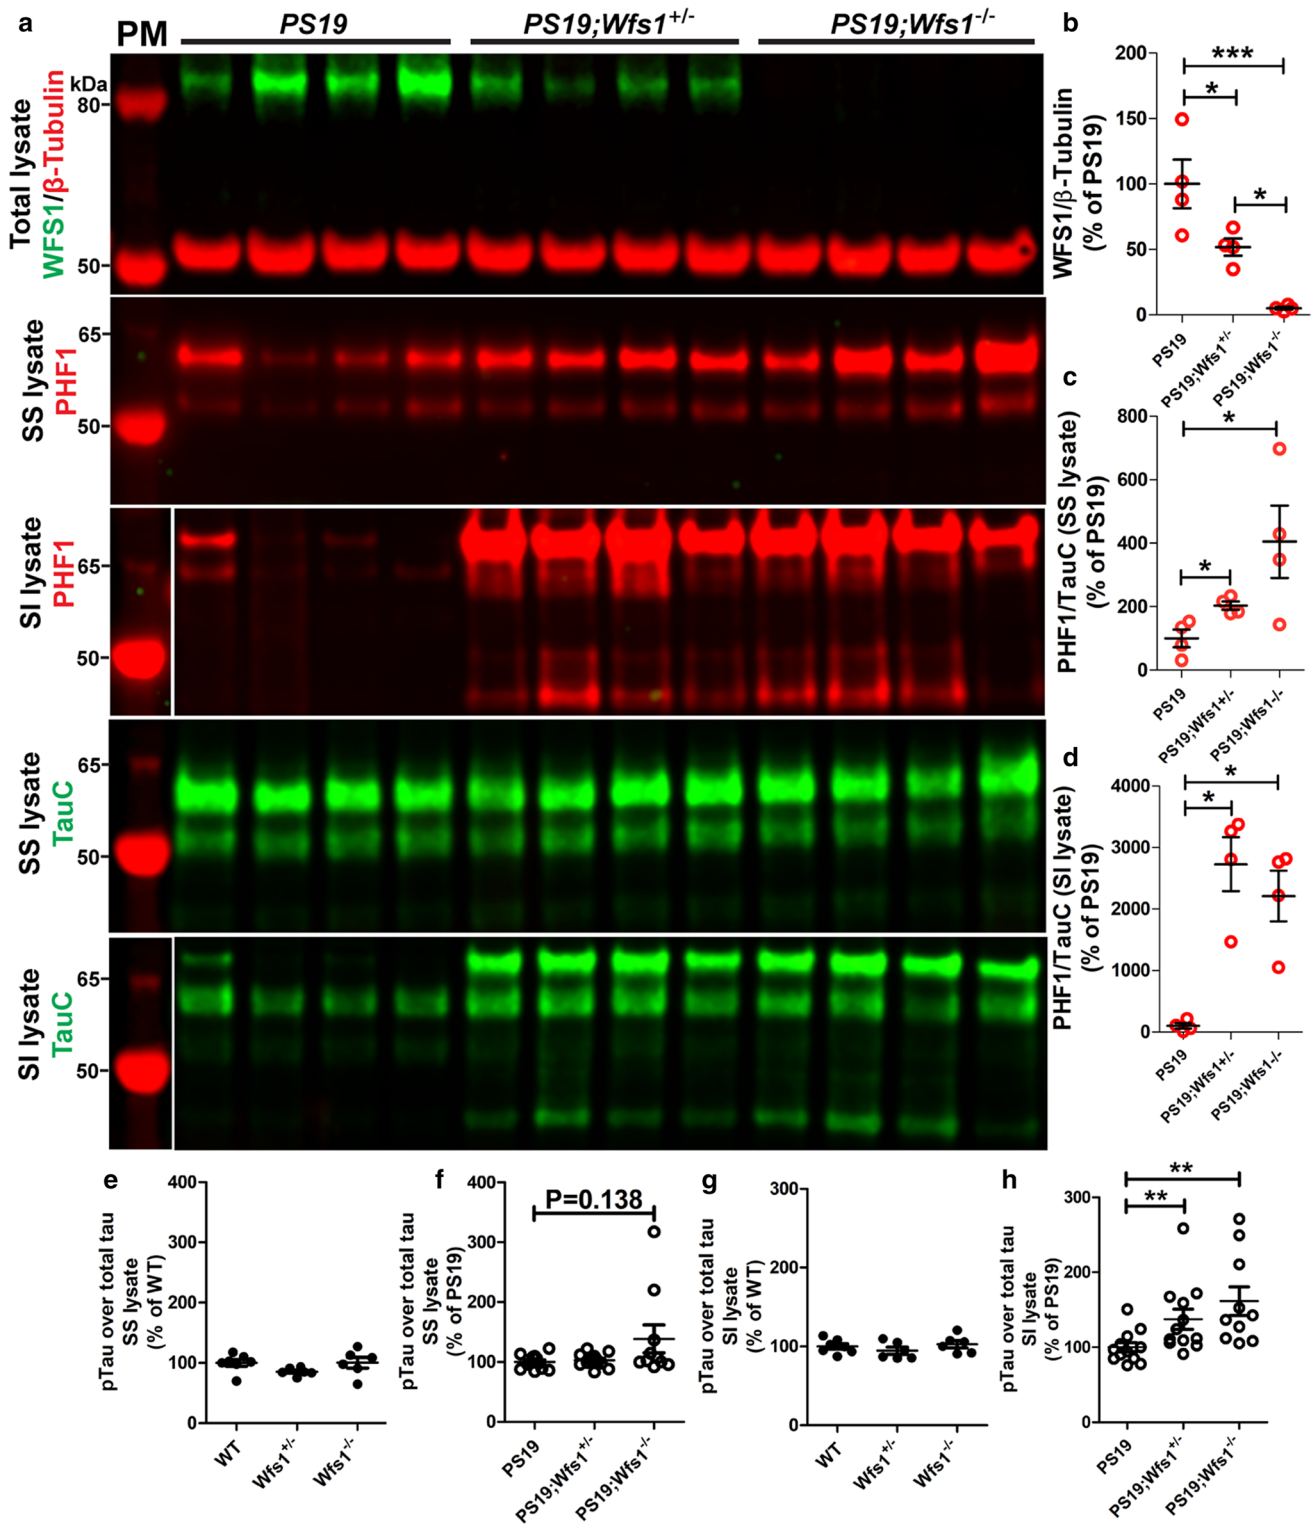 a
PM
PS19
PS19;Wfs1+/-
PS19;Wfs1-/-
kDa
80
50
Total lysate
WFS1/β-Tubulin
65
50
SS lysate
PHF1
65
50
SI lysate
PHF1
65
50
SS lysate
TauC
65
50
SI lysate
TauC
b
WFS1/β-Tubulin
(% of PS19)
200
150
100
50
0
***
*
*
PS19
PS19;Wfs1+/-
PS19;Wfs1-/-
c
PHF1/TauC (SS lysate)
(% of PS19)
800
600
400
200
0
*
*
PS19
PS19;Wfs1+/-
PS19;Wfs1-/-
d
PHF1/TauC (SI lysate)
(% of PS19)
4000
3000
2000
1000
0
*
*
PS19
PS19;Wfs1+/-
PS19;Wfs1-/-
e
pTau over total tau
SS lysate
(% of WT)
400
300
200
100
0
WT
Wfs1+/-
Wfs1-/-
f
pTau over total tau
SS lysate
(% of PS19)
400
300
200
100
0
P=0.138
PS19
PS19;Wfs1+/-
PS19;Wfs1-/-
g
pTau over total tau
SI lysate
(% of WT)
300
200
100
0
WT
Wfs1+/-
Wfs1-/-
h
pTau over total tau
SI lysate
(% of PS19)
300
200
100
0
**
**
PS19
PS19;Wfs1+/-
PS19;Wfs1-/-